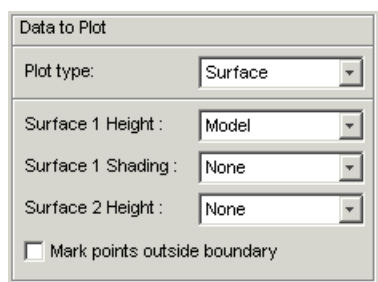 Data to Plot
Plot type: Surface
Surface 1 Height : Model
Surface 1 Shading : None
Surface 2 Height : None
Mark points outside boundary